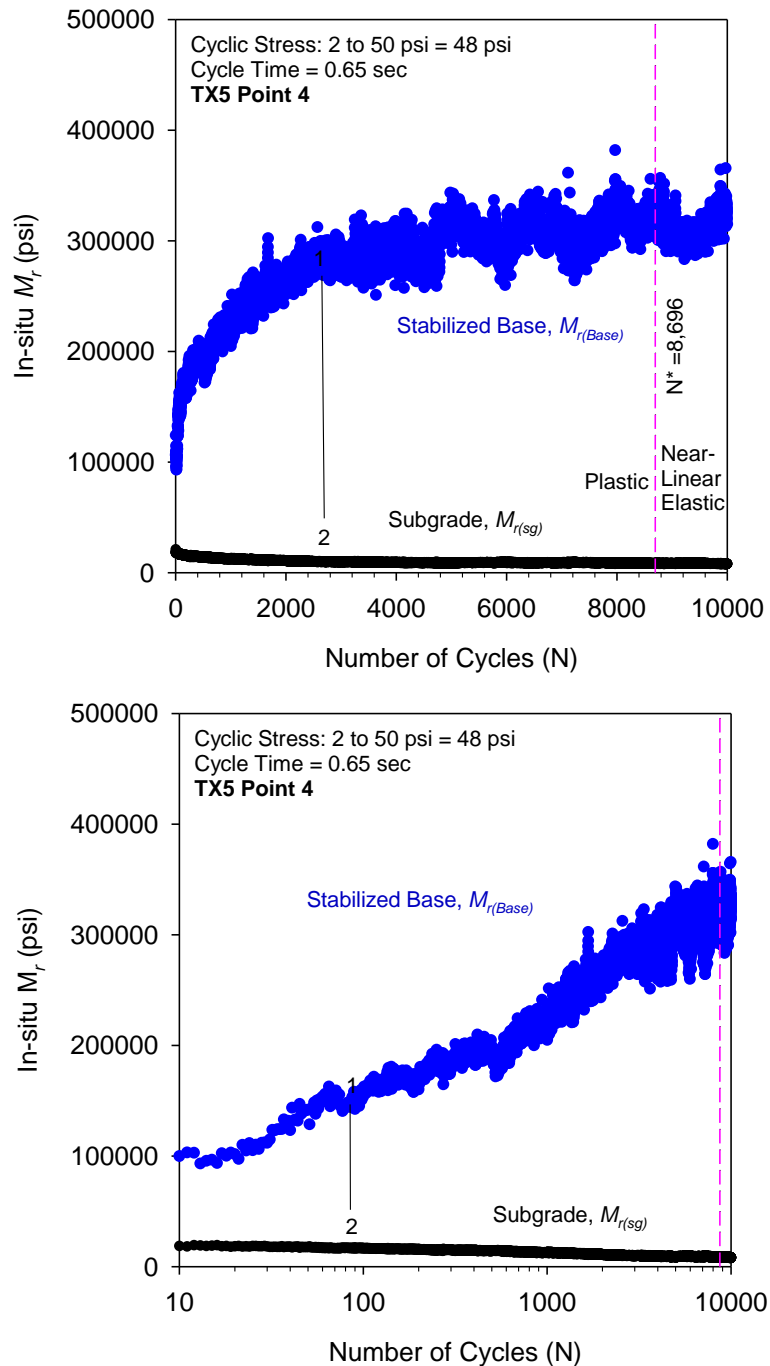 500000
400000
300000
200000
100000
0
In-situ Mr (psi)
Cyclic Stress: 2 to 50 psi = 48 psi
Cycle Time = 0.65 sec
TX5 Point 4
1
Stabilized Base, Mr(Base)
N* =8,696
Plastic
Near-
Linear
Elastic
Subgrade, Mr(sg)
2
0 2000 4000 6000 8000 10000
Number of Cycles (N)
500000
400000
300000
200000
100000
0
In-situ Mr (psi)
Cyclic Stress: 2 to 50 psi = 48 psi
Cycle Time = 0.65 sec
TX5 Point 4
Stabilized Base, Mr(Base)
1
Subgrade, Mr(sg)
2
10 100 1000 10000
Number of Cycles (N)